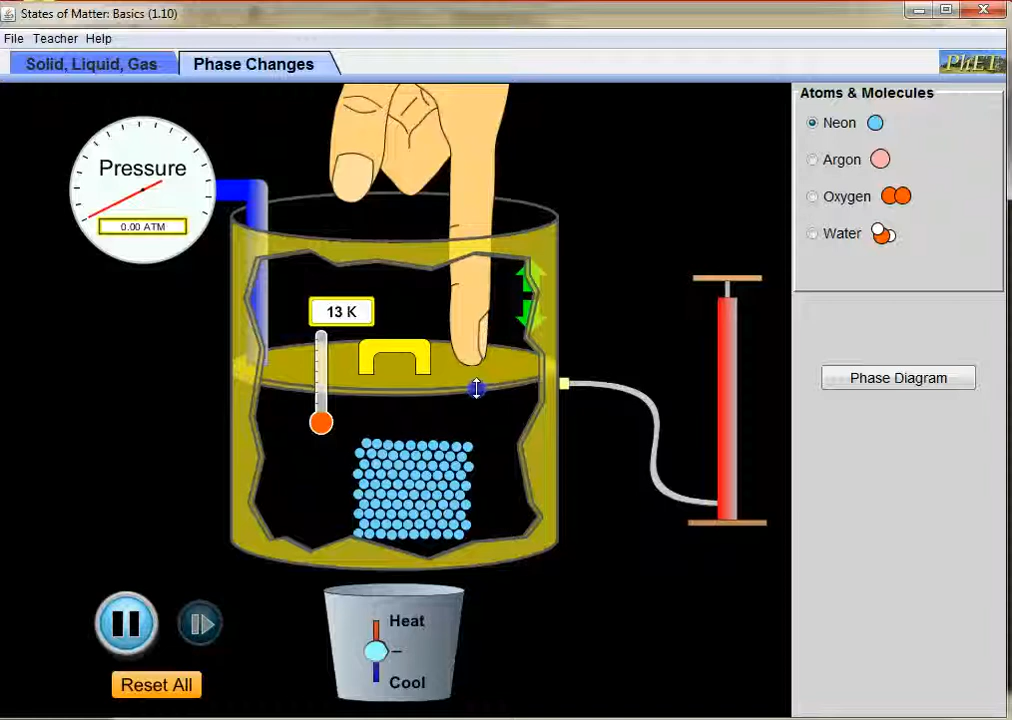 States of Matter: Basics (1.10)
File Teacher Help
Solid, Liquid, Gas
Phase Changes
PhET
Atoms & Molecules
Neon
Argon
Oxygen
Water
Pressure
0.00 ATM
13 K
Phase Diagram
Heat
Cool
Reset All